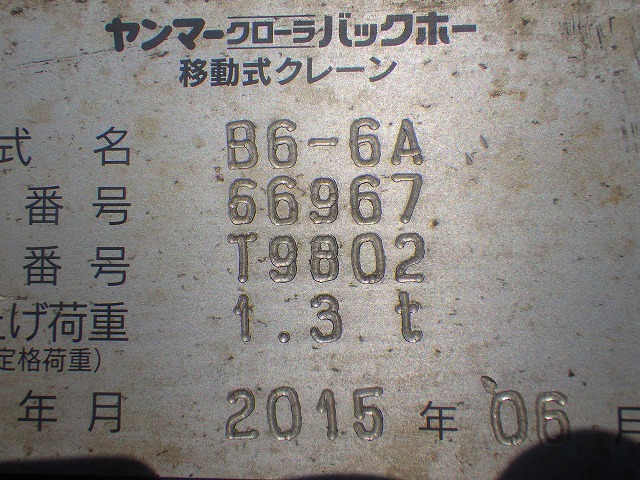 ヤンマークローラバックホー
移動式クレーン
式 名 B6-6A
番号 66967
番号 T9802
上げ荷重 1.3 t
定格荷重)
年月 2015 年 06 月